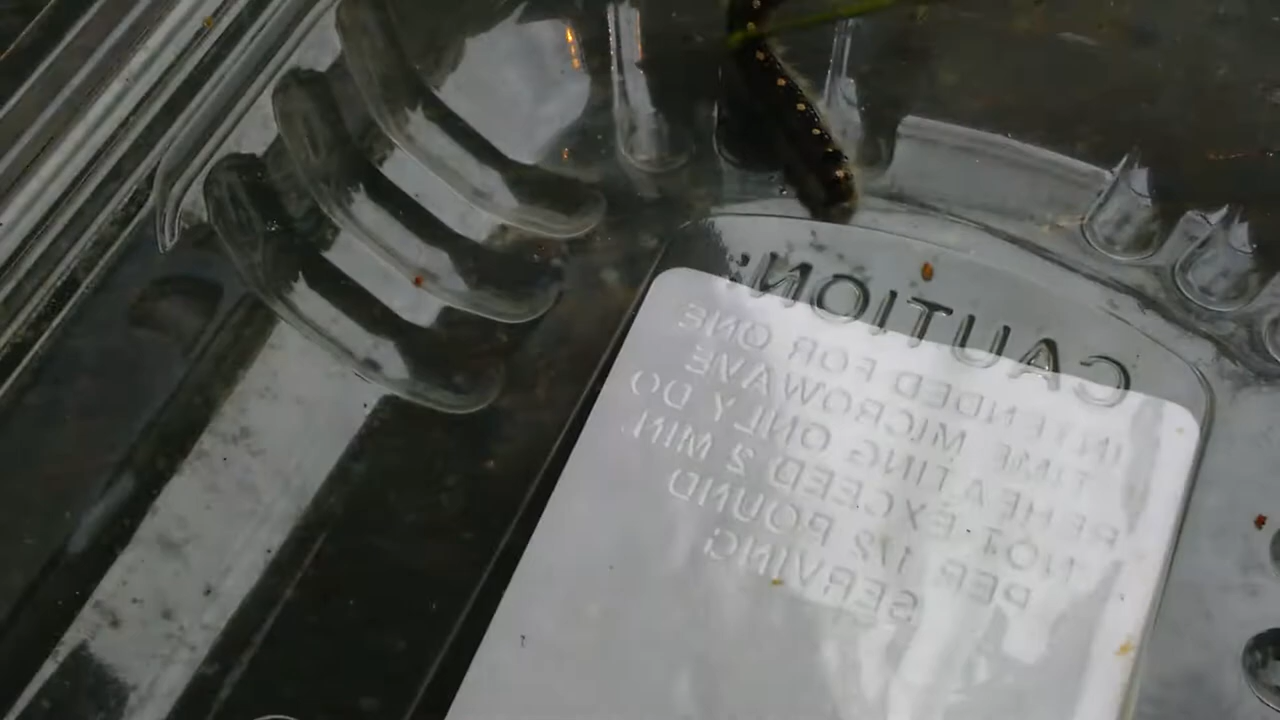 CAUTION:
INTENDED FOR ONE
TIME MICROWAVE
REHEATING ONLY DO
NOT EXCEED 2 MIN.
PER 1/2 POUND
SERVING